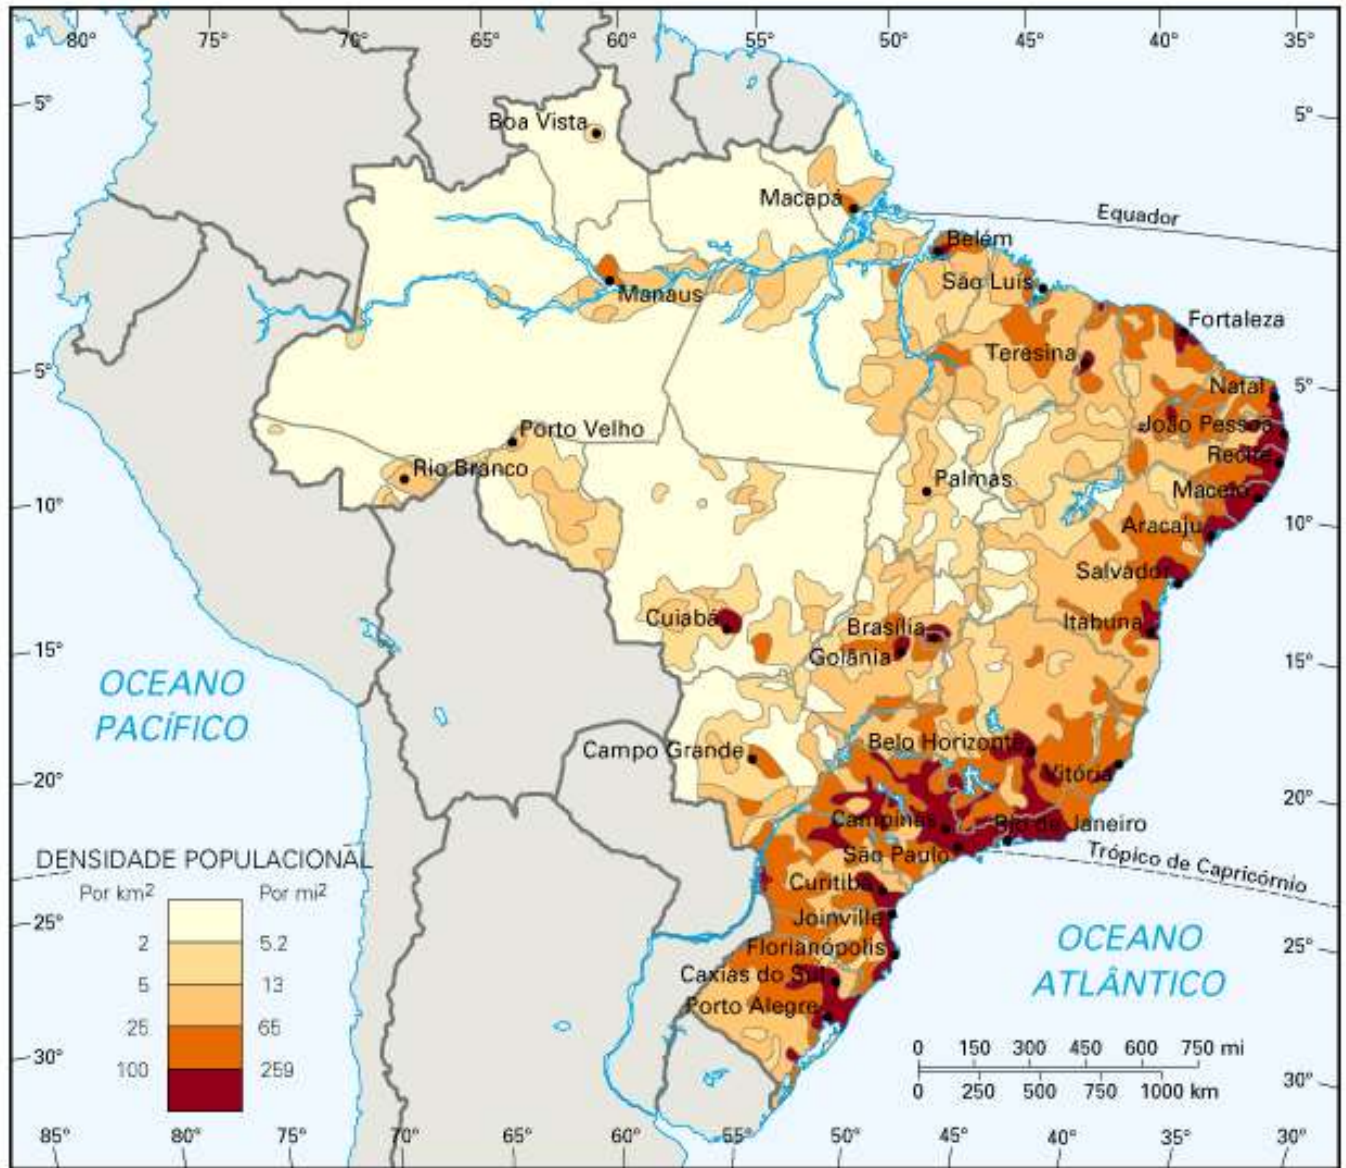 80° 75° 70° 65° 60° 55° 50° 45° 40° 35°
5° 5°
Boa Vista
Macapá
Equador
Belém
São Luís
Manaus
Fortaleza
Teresina
5° 5°
Natal
João Pessoa
Porto Velho
Recife
Rio Branco
Palmas
Maceió
10° 10°
Aracaju
Salvador
Cuiabá
Itabuna
Brasília
Goiânia
15° 15°
OCEANO
PACÍFICO
Belo Horizonte
Campo Grande
Vitória
20° 20°
Campinas
Rio de Janeiro
São Paulo
Trópico de Capricórnio
DENSIDADE POPULACIONAL
Por km2 Por mi2
2 5.2
5 13
25 65
100 259
Curitiba
Joinville
25° 25°
Florianópolis
OCEANO
ATLÂNTICO
Caxias do Sul
Porto Alegre
0 150 300 450 600 750 mi
0 250 500 750 1000 km
30° 30°
85° 80° 75° 70° 65° 60° 55° 50° 45° 40° 35° 30°